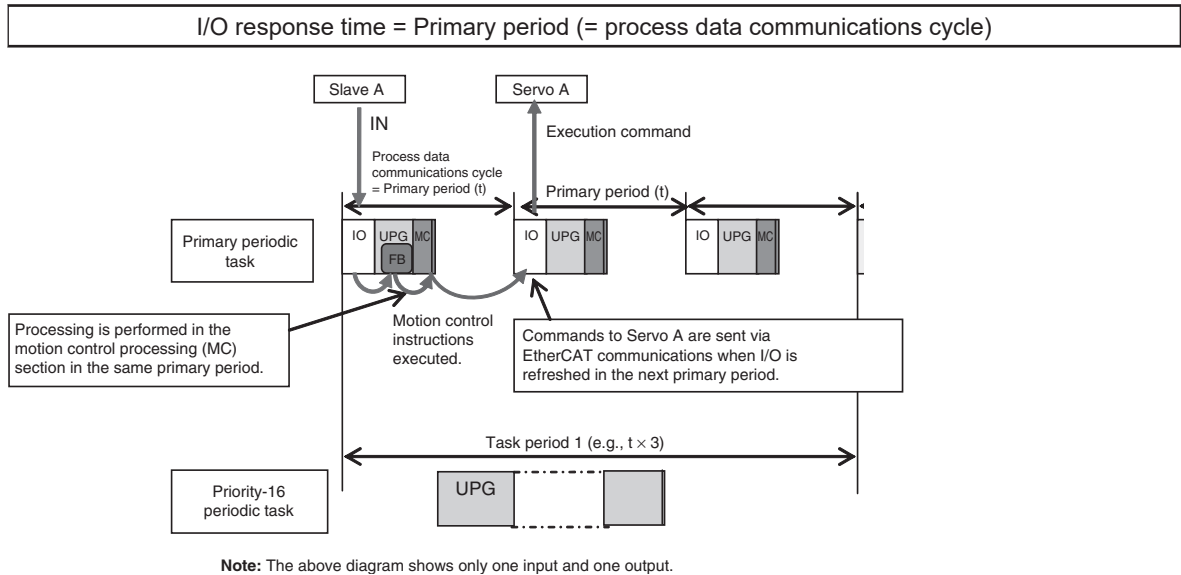 I/O response time = Primary period (= process data communications cycle)
Slave A
Servo A
IN
Execution command
Process data
communications cycle
= Primary period (t)
Primary period (t)
Primary periodic
task
IO
UPG
MC
FB
IO
UPG
MC
IO
UPG
MC
Processing is performed in the
motion control processing (MC)
section in the same primary period.
Motion control
instructions
executed.
Commands to Servo A are sent via
EtherCAT communications when I/O is
refreshed in the next primary period.
Task period 1 (e.g., t × 3)
Priority-16
periodic task
UPG
Note: The above diagram shows only one input and one output.